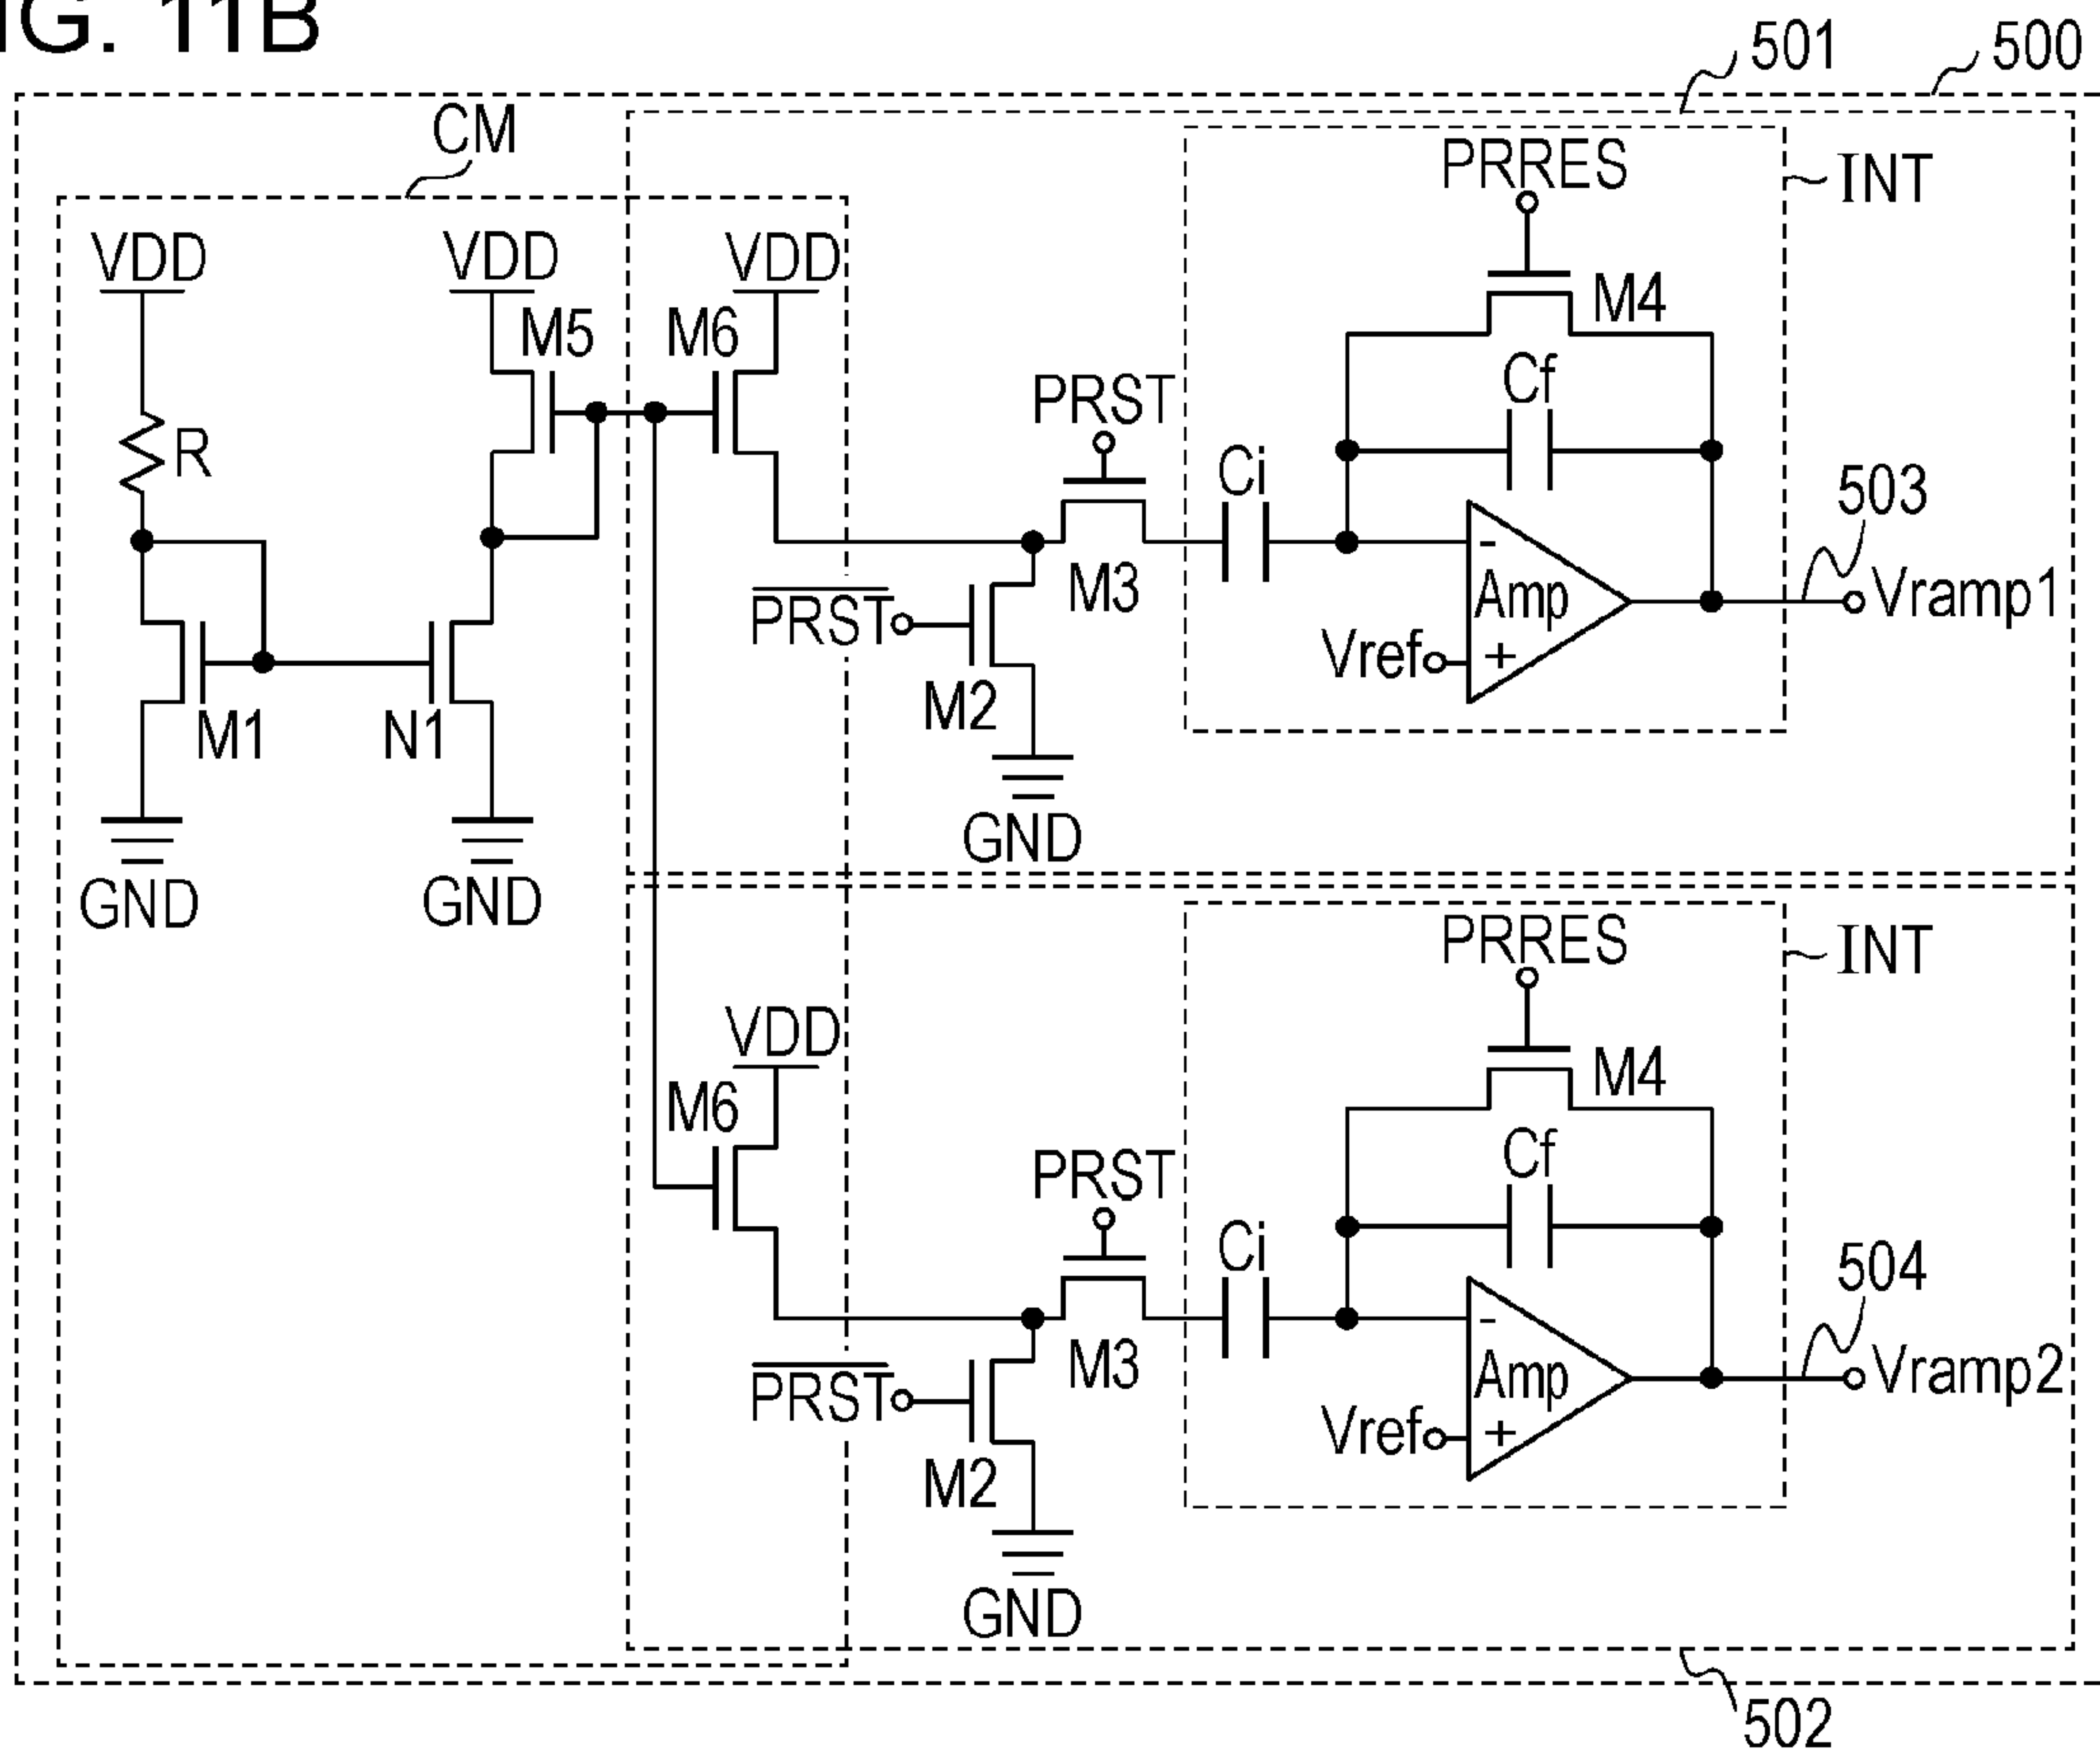 IG. 11B
501
500
CM
PRRES
INT
VDD
VDD
VDD
M5
M6
M4
PRST
Cf
R
Ci
503
M3
Amp
-
+
P̅R̅S̅T̅
Vramp1
Vref
M1
N1
M2
GND
GND
GND
PRRES
INT
VDD
M6
M4
PRST
Cf
Ci
504
M3
Amp
-
+
P̅R̅S̅T̅
Vramp2
Vref
M2
GND
502